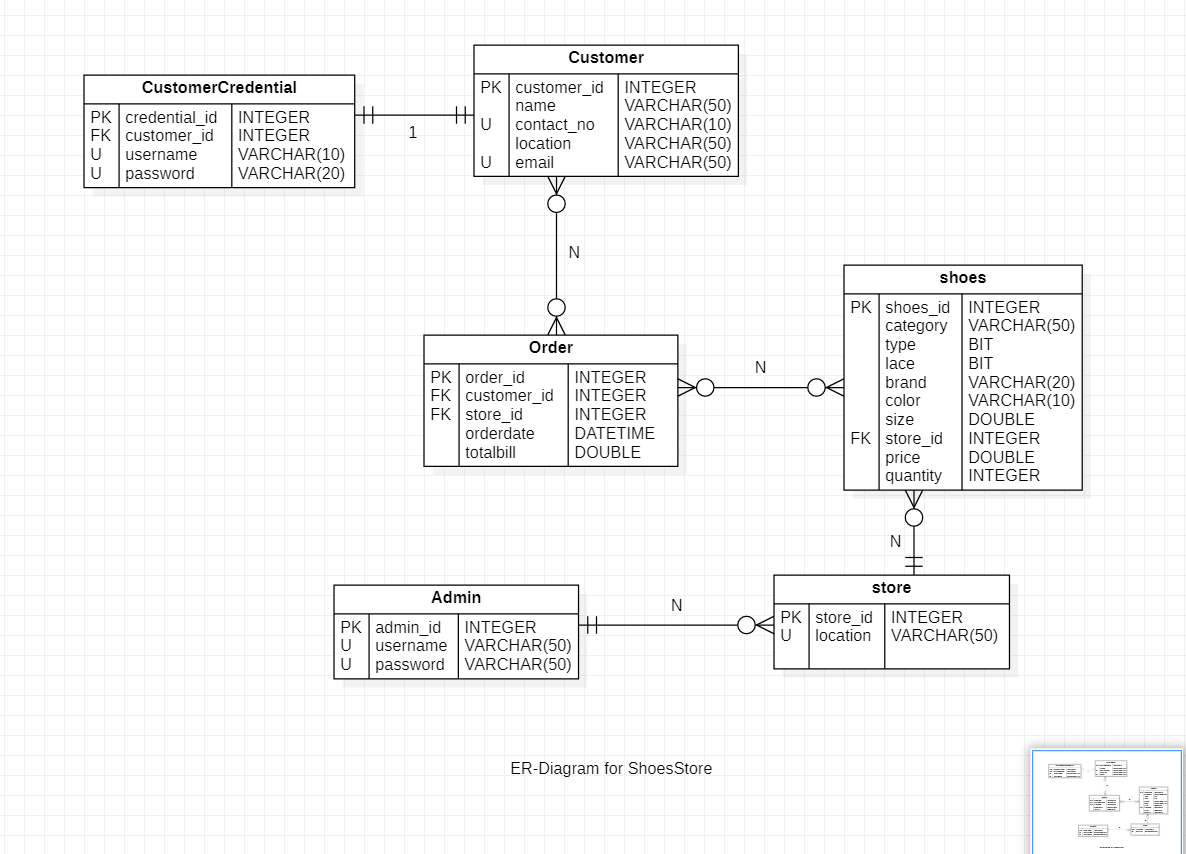 Customer
PK customer_id INTEGER
name VARCHAR(50)
U contact_no VARCHAR(10)
location VARCHAR(50)
U email VARCHAR(50)
CustomerCredential
PK credential_id INTEGER
FK customer_id INTEGER
U username VARCHAR(10)
U password VARCHAR(20)
1
N
shoes
PK shoes_id INTEGER
category VARCHAR(50)
type BIT
lace BIT
brand VARCHAR(20)
color VARCHAR(10)
size DOUBLE
FK store_id INTEGER
price DOUBLE
quantity INTEGER
Order
PK order_id INTEGER
FK customer_id INTEGER
FK store_id INTEGER
orderdate DATETIME
totalbill DOUBLE
N
N
store
PK store_id INTEGER
U location VARCHAR(50)
Admin
PK admin_id INTEGER
U username VARCHAR(50)
U password VARCHAR(50)
N
ER-Diagram for ShoesStore